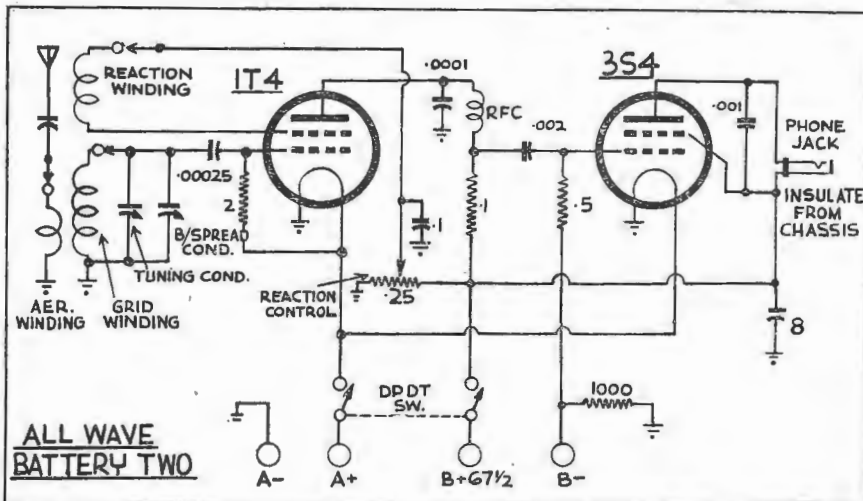 REACTION
WINDING
1T4
.0001
RFC
3S4
.002
.001
PHONE
JACK
INSULATE
FROM
CHASSIS
.00025
2
B/SPREAD
COND.
TUNING COND.
.1
.1
.5
REACTION
CONTROL
.25
AER.
WINDING
GRID
WINDING
8
DPDT
SW.
1000
ALL WAVE
BATTERY TWO
A-
A+
B+67½
B-